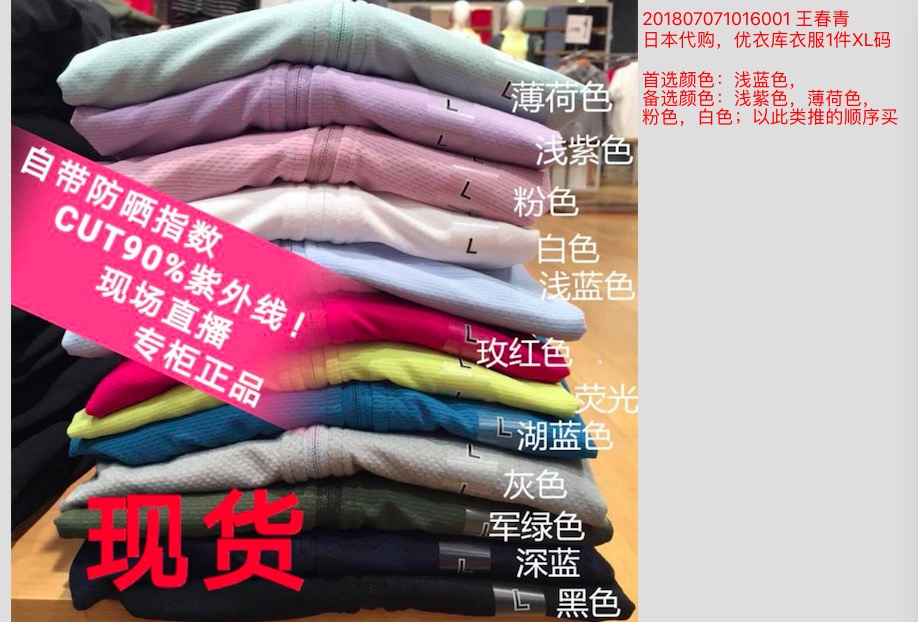 201807071016001 王春青
日本代购，优衣库衣服1件XL码
首选颜色：浅蓝色，
备选颜色：浅紫色，薄荷色，
粉色，白色；以此类推的顺序买
L
薄荷色
L
浅紫色
L
粉色
L
白色
浅蓝色
自带防晒指数
CUT90%紫外线！
现场直播
专柜正品
L
玫红色
L
荧光
L
湖蓝色
L
灰色
L
军绿色
L
深蓝
L
黑色
现货